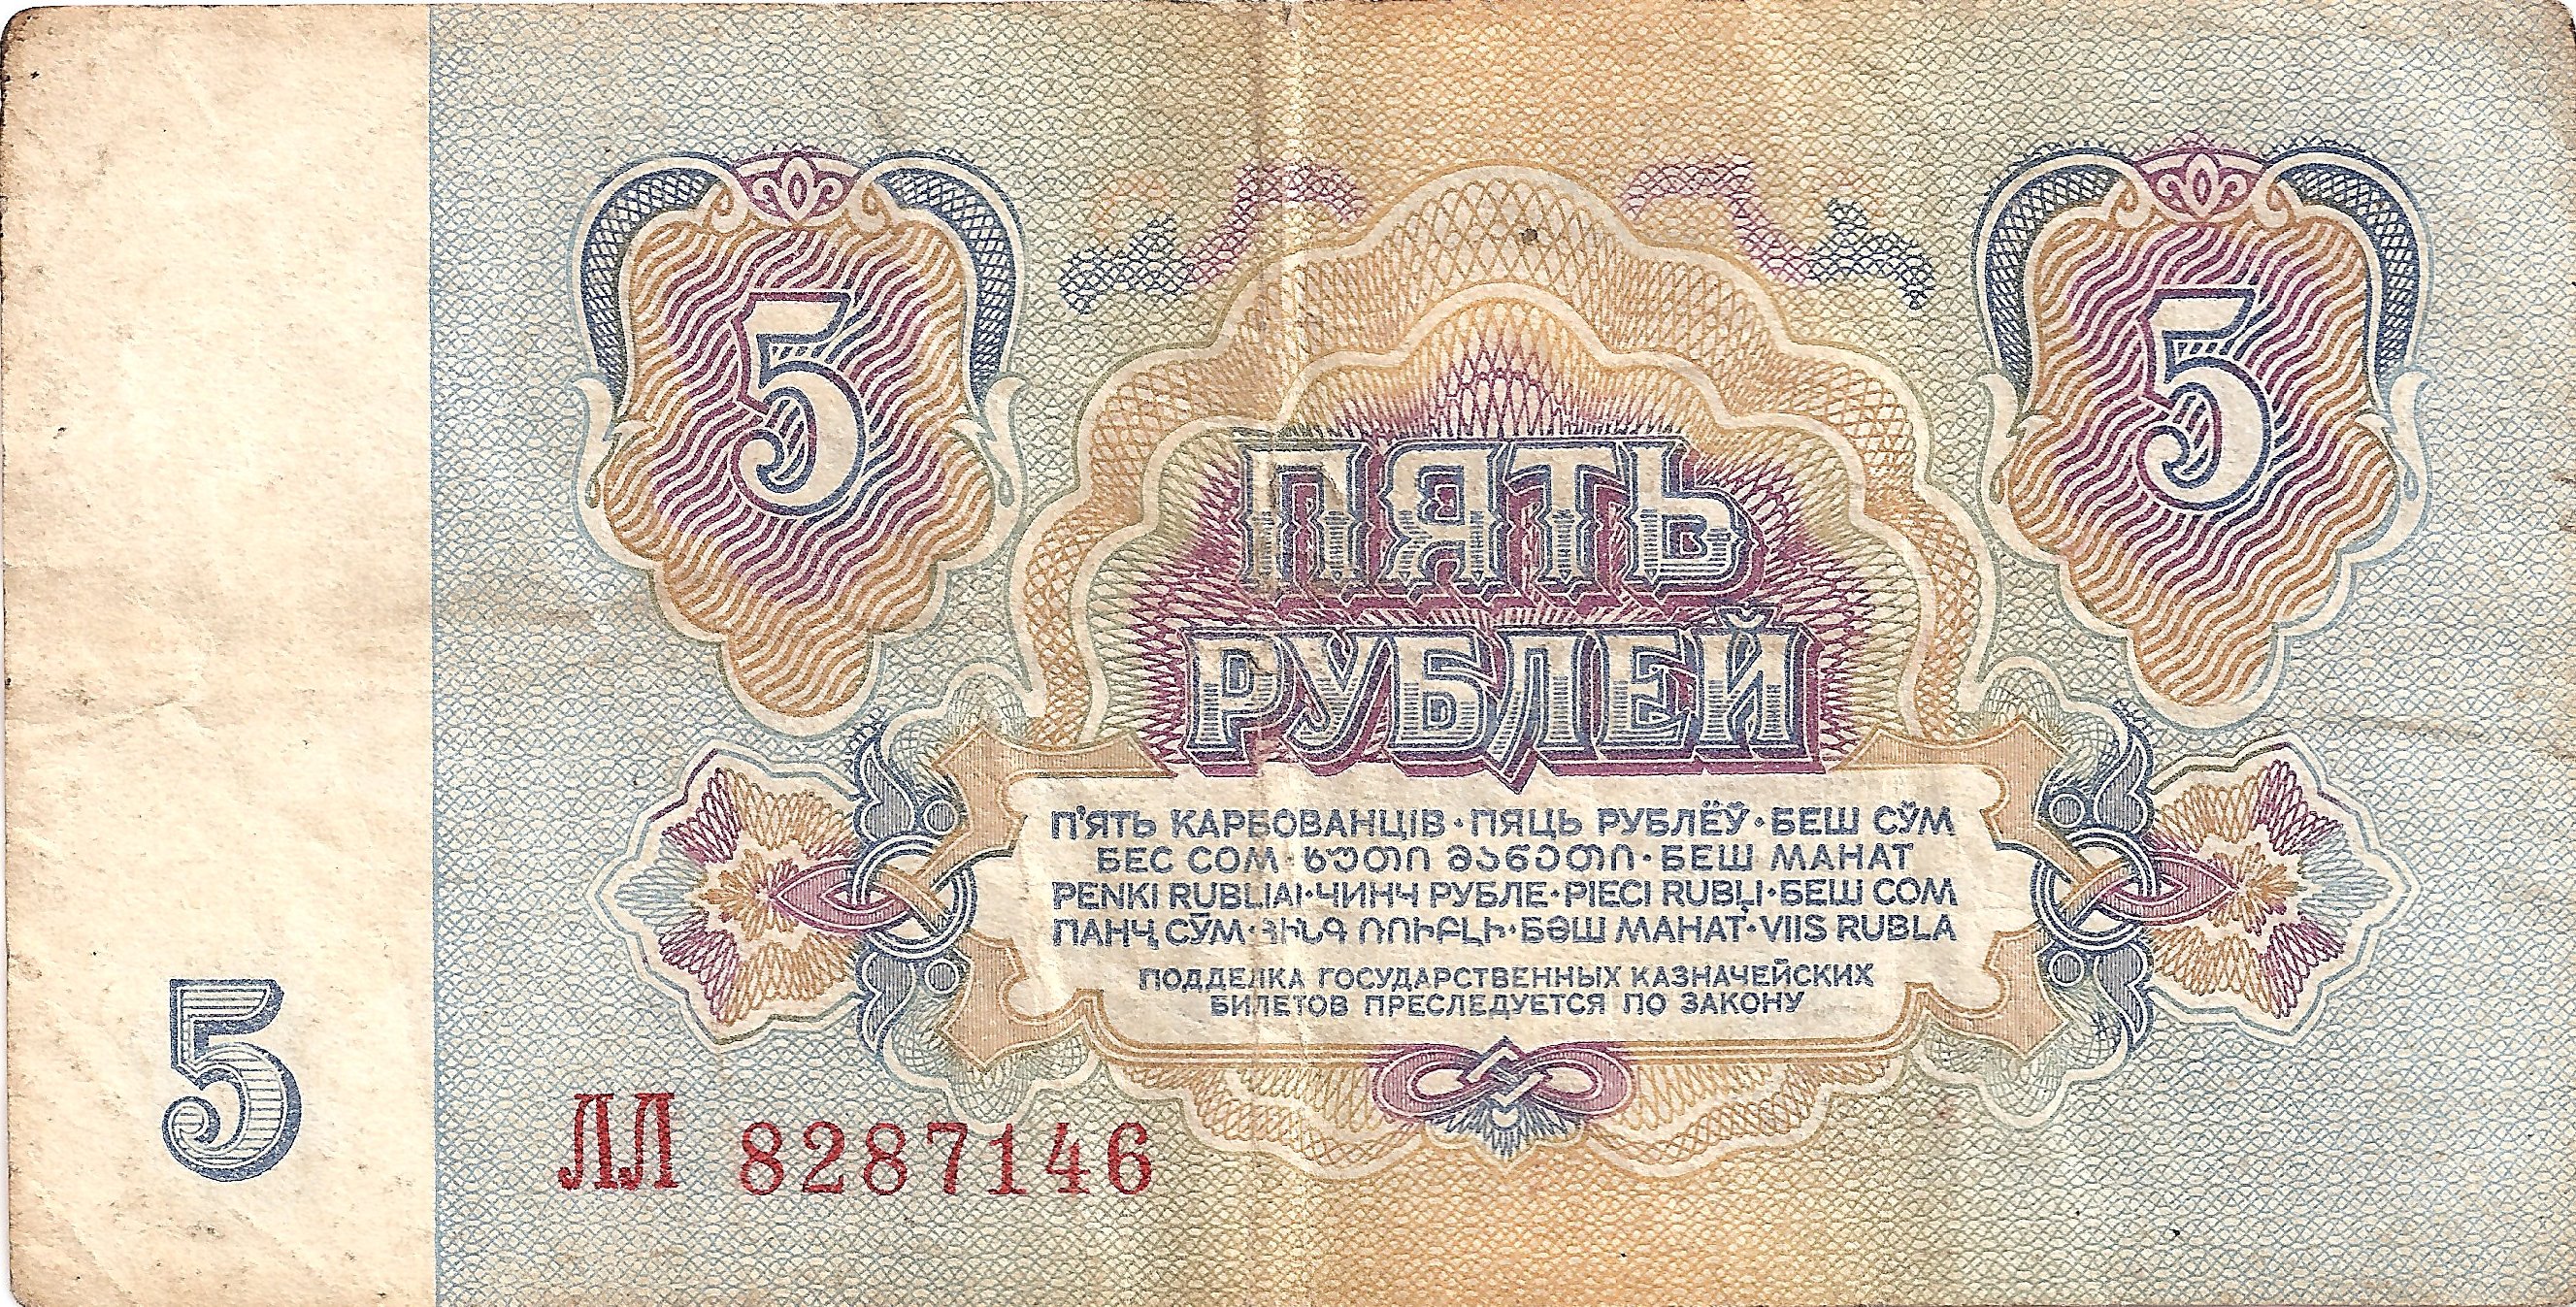 5
5
ПЯТЬ
РУБЛЕЙ
П'ЯТЬ КАРБОВАНЦІВ · ПЯЦЬ РУБЛЁЎ · БЕШ СЎМ
БЕС СОМ · ხუთი მანეთი · БЕШ МАНАТ
PENKI RUBLIAI · ЧИНЧ РУБЛЕ · PIECI RUBĻI · БЕШ СОМ
ПАНҶ СӮМ · ՀԻՆԳ ՌՈՒԲԼԻ · БӘШ МАНАТ · VIIS RUBLA
ПОДДЕЛКА ГОСУДАРСТВЕННЫХ КАЗНАЧЕЙСКИХ
БИЛЕТОВ ПРЕСЛЕДУЕТСЯ ПО ЗАКОНУ
5
ЛЛ 8287146